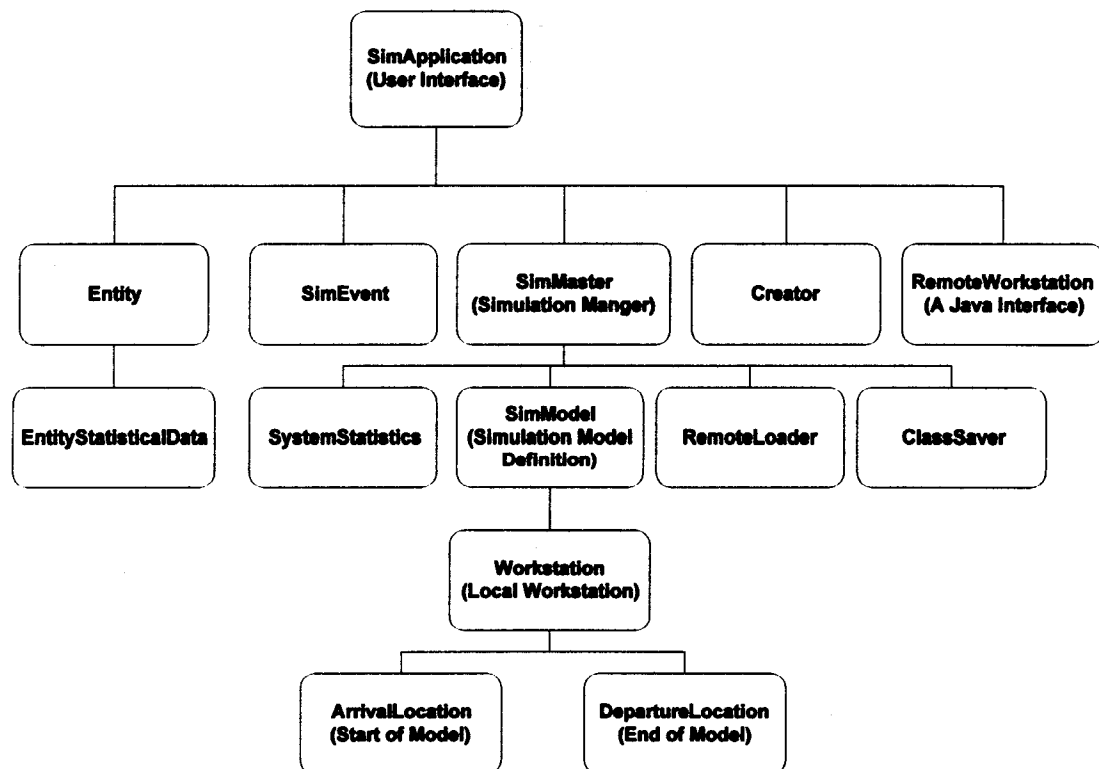 SimApplication
(User Interface)
Entity
SimEvent
SimMaster
(Simulation Manger)
Creator
RemoteWorkstation
(A Java Interface)
EntityStatisticalData
SystemStatistics
SimModel
(Simulation Model
Definition)
RemoteLoader
ClassSaver
Workstation
(Local Workstation)
ArrivalLocation
(Start of Model)
DepartureLocation
(End of Model)